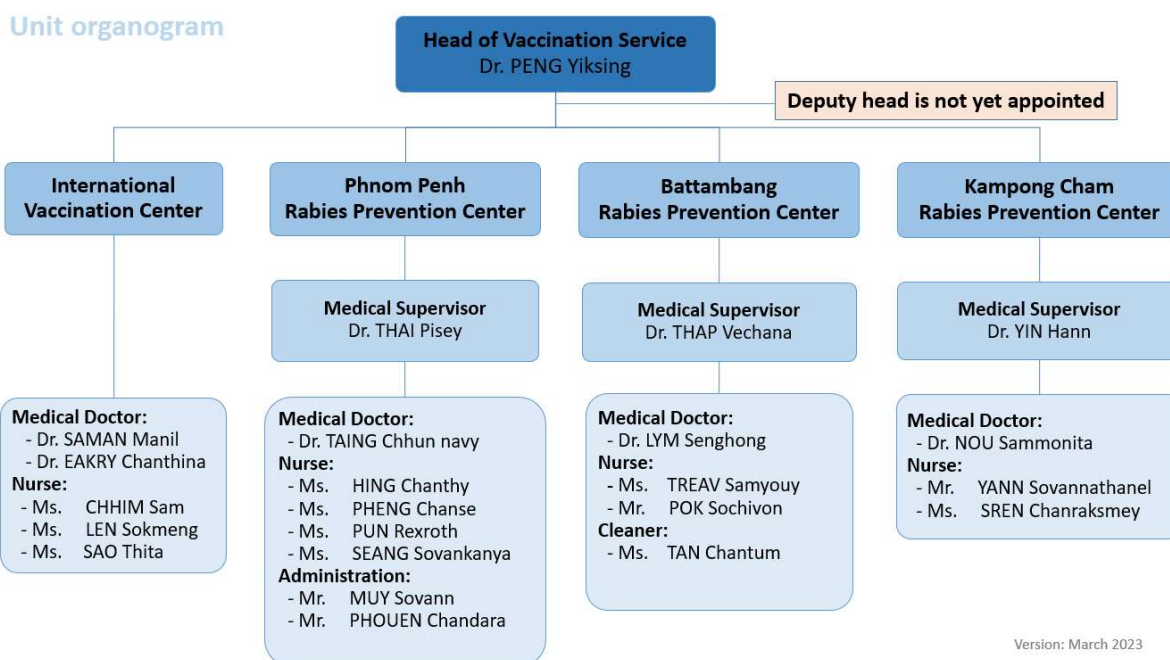 Unit organogram
Head of Vaccination Service
Dr. PENG Yiksing
Deputy head is not yet appointed
International
Vaccination Center
Phnom Penh
Rabies Prevention Center
Battambang
Rabies Prevention Center
Kampong Cham
Rabies Prevention Center
Medical Supervisor
Dr. THAI Pisey
Medical Supervisor
Dr. THAP Vechana
Medical Supervisor
Dr. YIN Hann
Medical Doctor:
- Dr. SAMAN Manil
- Dr. EAKRY Chanthina
Nurse:
- Ms. CHHIM Sam
- Ms. LEN Sokmeng
- Ms. SAO Thita
Medical Doctor:
- Dr. TAING Chhun navy
Nurse:
- Ms. HING Chanthy
- Ms. PHENG Chanse
- Ms. PUN Rexroth
- Ms. SEANG Sovankanya
Administration:
- Mr. MUY Sovann
- Mr. PHOUEN Chandara
Medical Doctor:
- Dr. LYM Senghong
Nurse:
- Ms. TREAV Samyouy
- Mr. POK Sochivon
Cleaner:
- Ms. TAN Chantum
Medical Doctor:
- Dr. NOU Sammonita
Nurse:
- Mr. YANN Sovannathanel
- Ms. SREN Chanraksmey
Version: March 2023